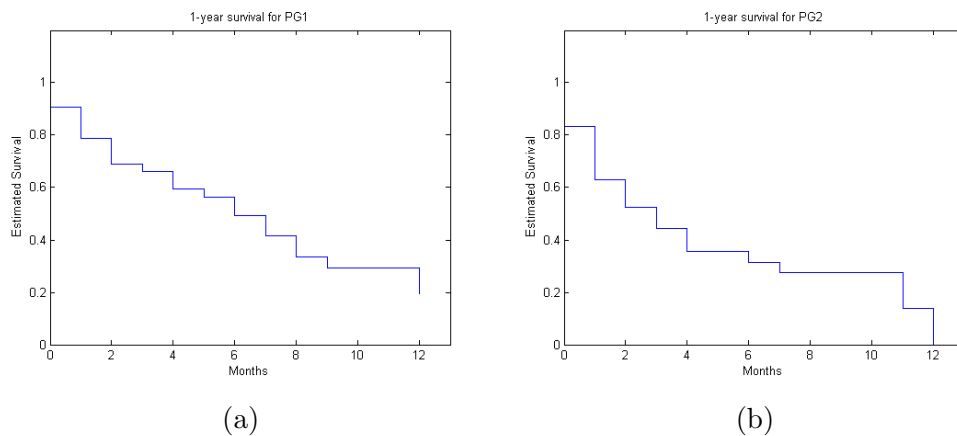 1-year survival for PG1
1
0.8
0.6
0.4
0.2
0
Estimated Survival
0 2 4 6 8 10 12
Months
(a)
1-year survival for PG2
1
0.8
0.6
0.4
0.2
0
Estimated Survival
0 2 4 6 8 10 12
Months
(b)